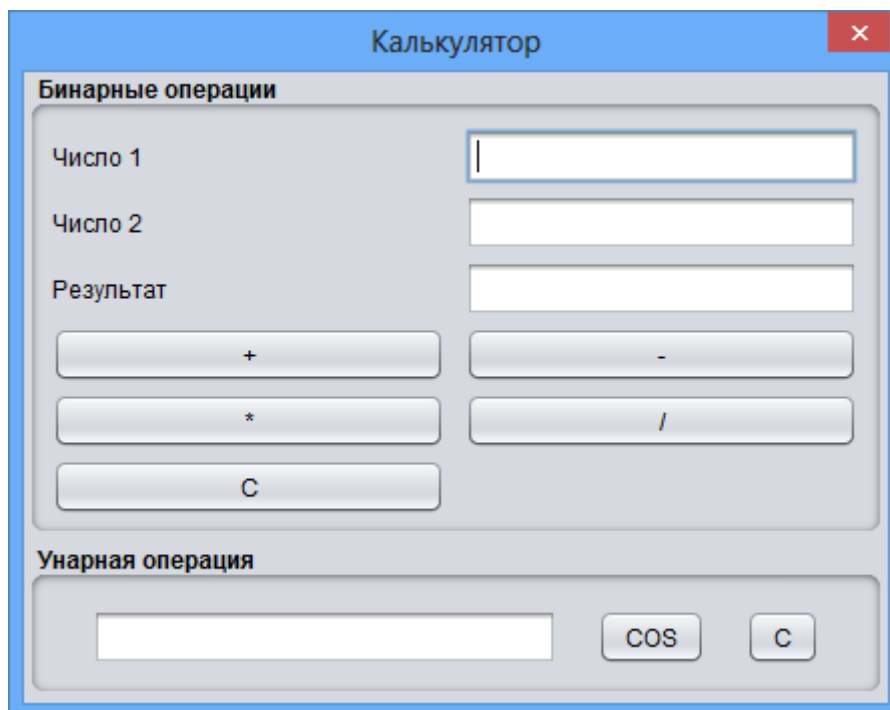 Калькулятор
Бинарные операции
Число 1
Число 2
Результат
+ -
* /
C
Унарная операция
COS C